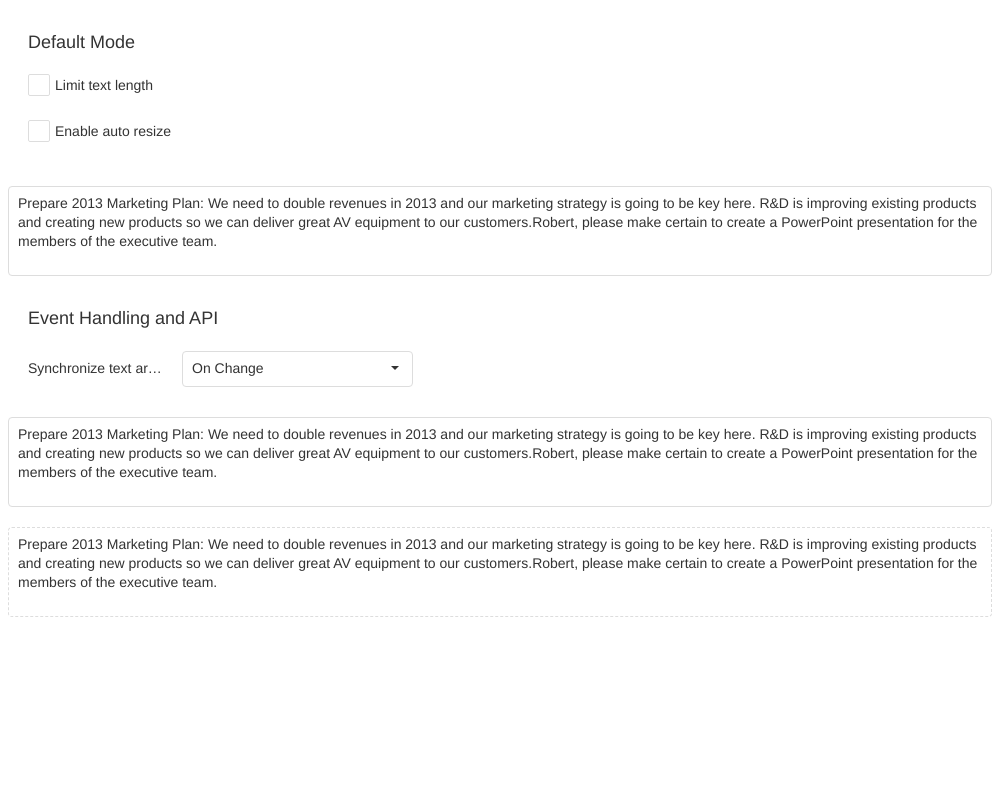 Default Mode
Limit text length
Enable auto resize
Prepare 2013 Marketing Plan: We need to double revenues in 2013 and our marketing strategy is going to be key here. R&D is improving existing products
and creating new products so we can deliver great AV equipment to our customers.Robert, please make certain to create a PowerPoint presentation for the
members of the executive team.
Event Handling and API
Synchronize text ar… On Change
Prepare 2013 Marketing Plan: We need to double revenues in 2013 and our marketing strategy is going to be key here. R&D is improving existing products
and creating new products so we can deliver great AV equipment to our customers.Robert, please make certain to create a PowerPoint presentation for the
members of the executive team.
Prepare 2013 Marketing Plan: We need to double revenues in 2013 and our marketing strategy is going to be key here. R&D is improving existing products
and creating new products so we can deliver great AV equipment to our customers.Robert, please make certain to create a PowerPoint presentation for the
members of the executive team.